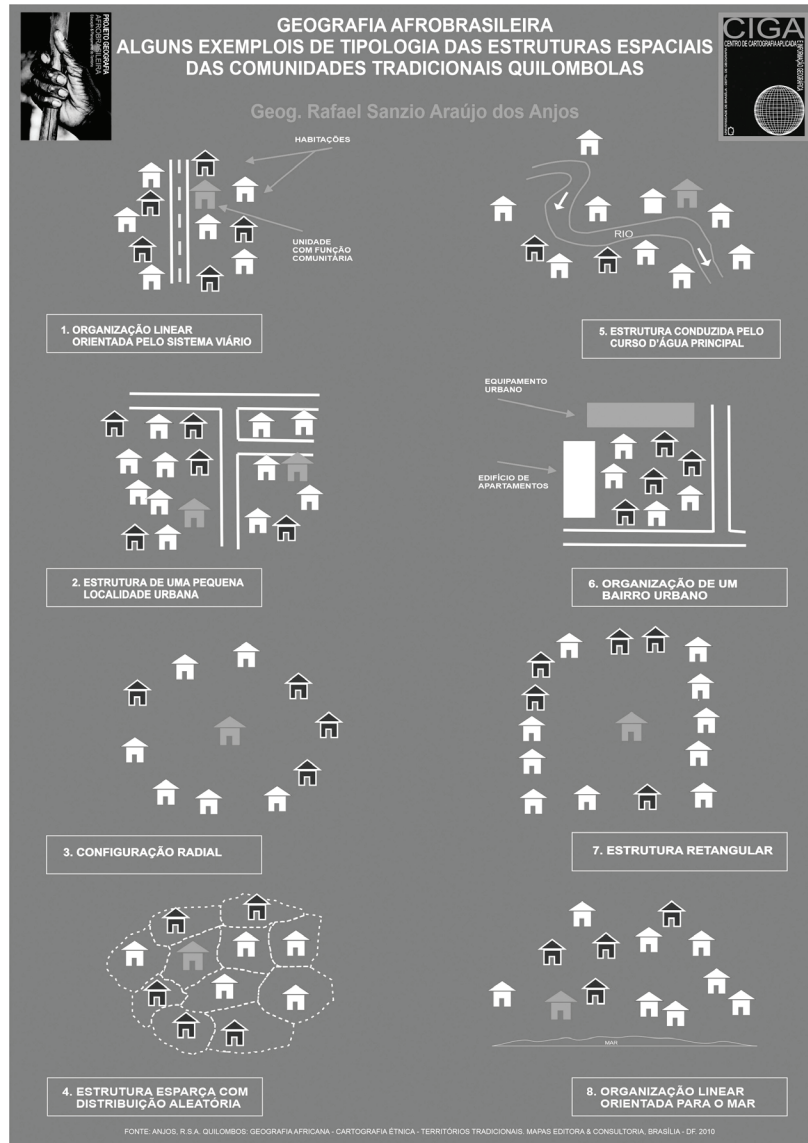 GEOGRAFIA AFROBRASILEIRA
ALGUNS EXEMPLOIS DE TIPOLOGIA DAS ESTRUTURAS ESPACIAIS
DAS COMUNIDADES TRADICIONAIS QUILOMBOLAS
Geog. Rafael Sanzio Araújo dos Anjos
PROJETO GEOGRAFIA
AFROBRASILEIRA
CIGA
CENTRO DE CARTOGRAFIA APLICADA
E INFORMAÇÃO GEOGRÁFICA
HABITAÇÕES
UNIDADE
COM FUNÇÃO
COMUNITÁRIA
1. ORGANIZAÇÃO LINEAR
ORIENTADA PELO SISTEMA VIÁRIO
RIO
5. ESTRUTURA CONDUZIDA PELO
CURSO D'ÁGUA PRINCIPAL
2. ESTRUTURA DE UMA PEQUENA
LOCALIDADE URBANA
EQUIPAMENTO
URBANO
EDIFÍCIO DE
APARTAMENTOS
6. ORGANIZAÇÃO DE UM
BAIRRO URBANO
3. CONFIGURAÇÃO RADIAL
7. ESTRUTURA RETANGULAR
4. ESTRUTURA ESPARÇA COM
DISTRIBUIÇÃO ALEATÓRIA
MAR
8. ORGANIZAÇÃO LINEAR
ORIENTADA PARA O MAR
FONTE: ANJOS, R.S.A. QUILOMBOS: GEOGRAFIA AFRICANA - CARTOGRAFIA ÉTNICA - TERRITÓRIOS TRADICIONAIS. MAPAS EDITORA & CONSULTORIA, BRASÍLIA - DF. 2010